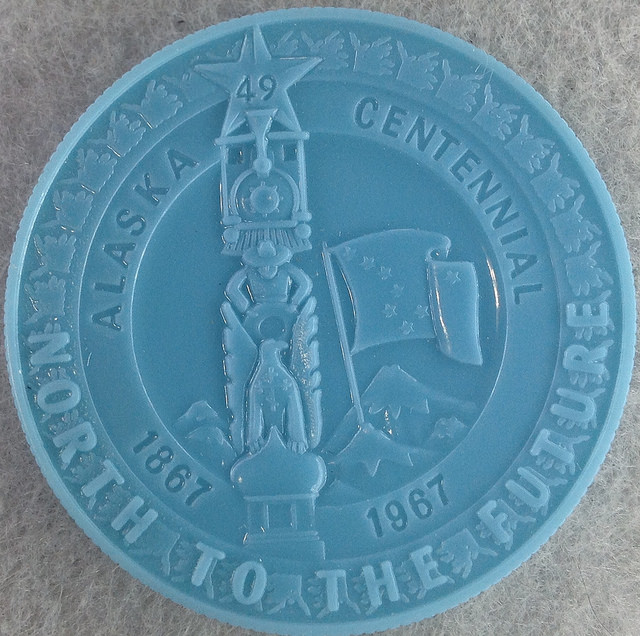 49
ALASKA CENTENNIAL
1867 1967
NORTH TO THE FUTURE